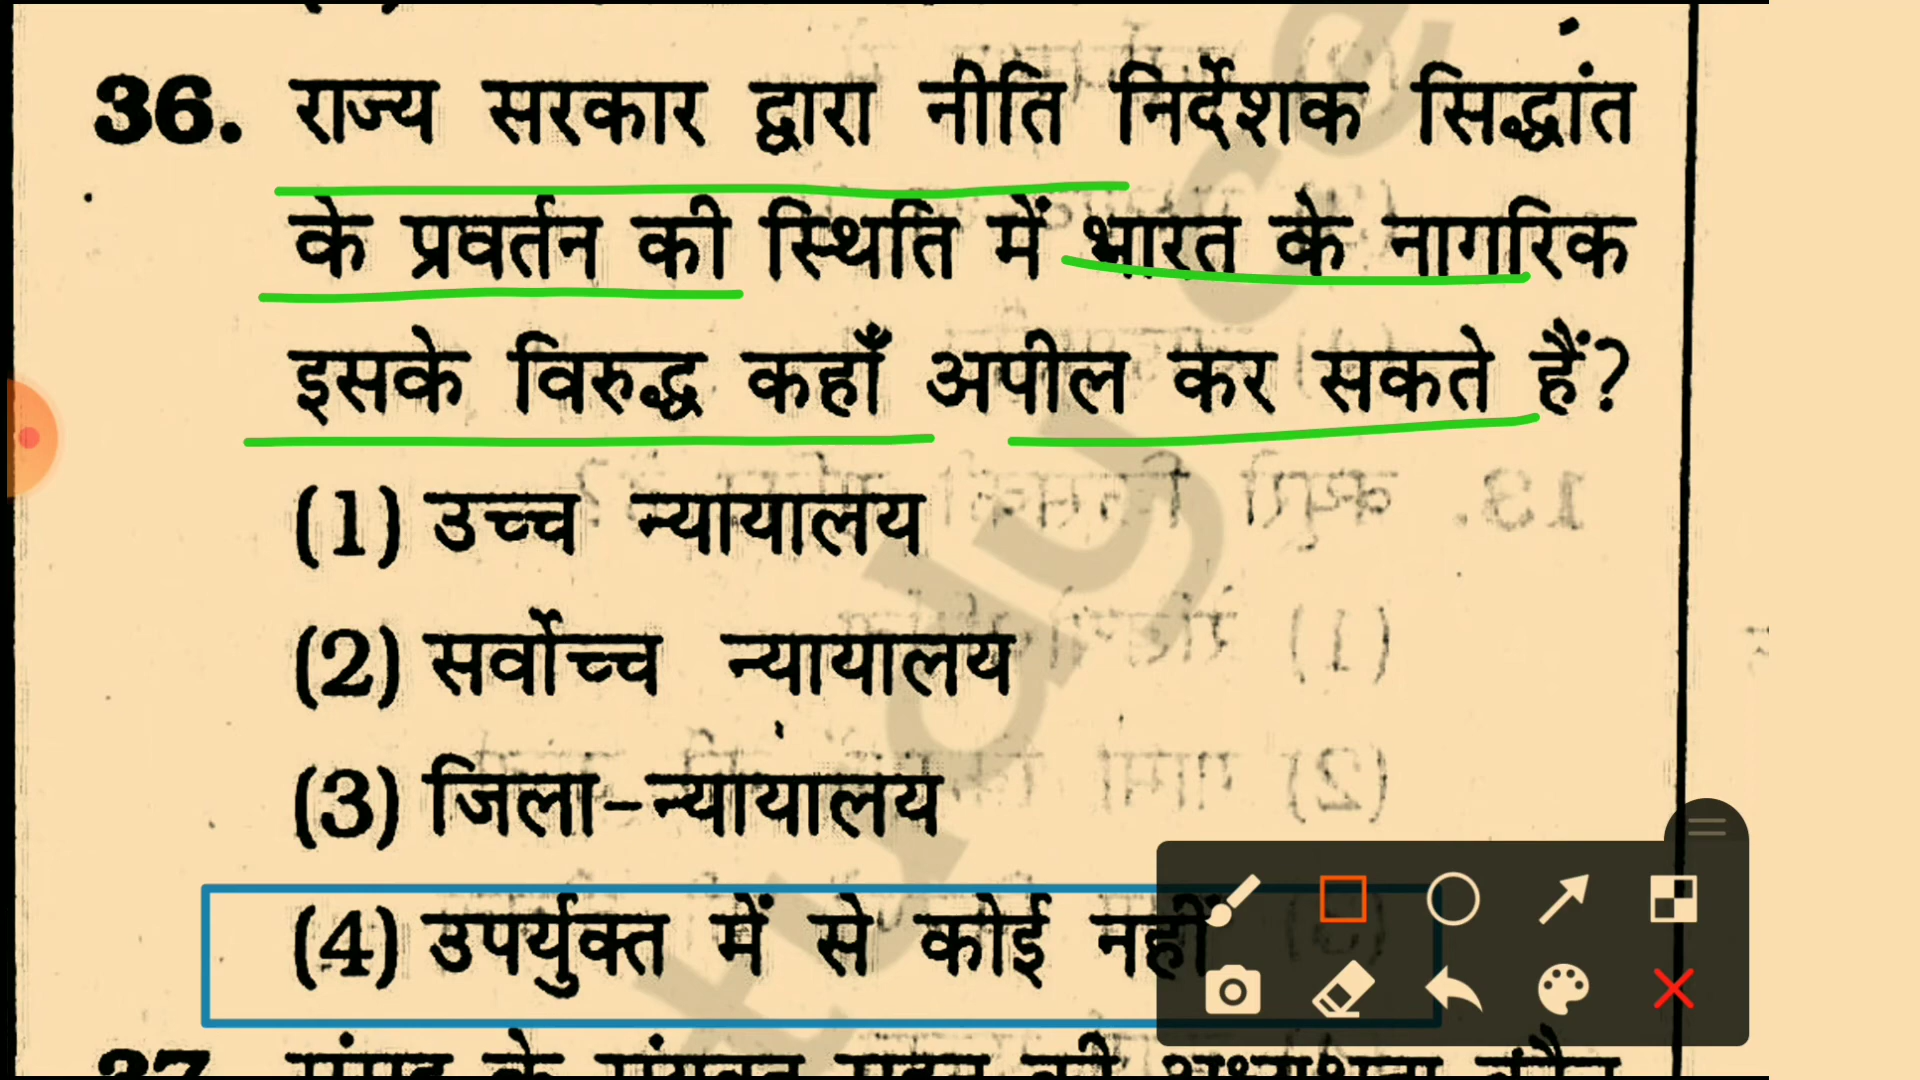 36. राज्य सरकार द्वारा नीति निर्देशक सिद्धांत
के प्रवर्तन की स्थिति में भारत के नागरिक
इसके विरुद्ध कहाँ अपील कर सकते हैं?
(1) उच्च न्यायालय
(2) सर्वोच्च न्यायालय
(3) जिला-न्यायालय
(4) उपर्युक्त में से कोई नहीं